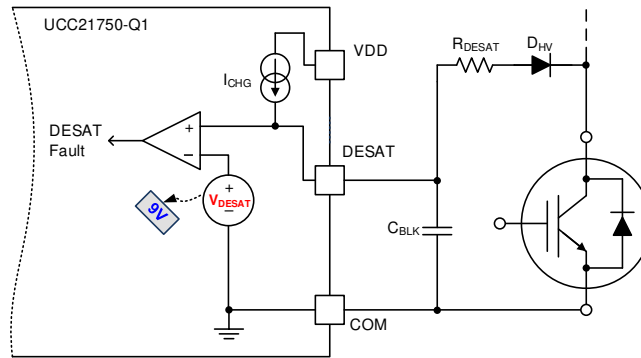 UCC21750-Q1
VDD
R_DESAT
D_HV
I_CHG
+
DESAT
Fault
−
DESAT
+
V_DESAT
−
9V
C_BLK
COM